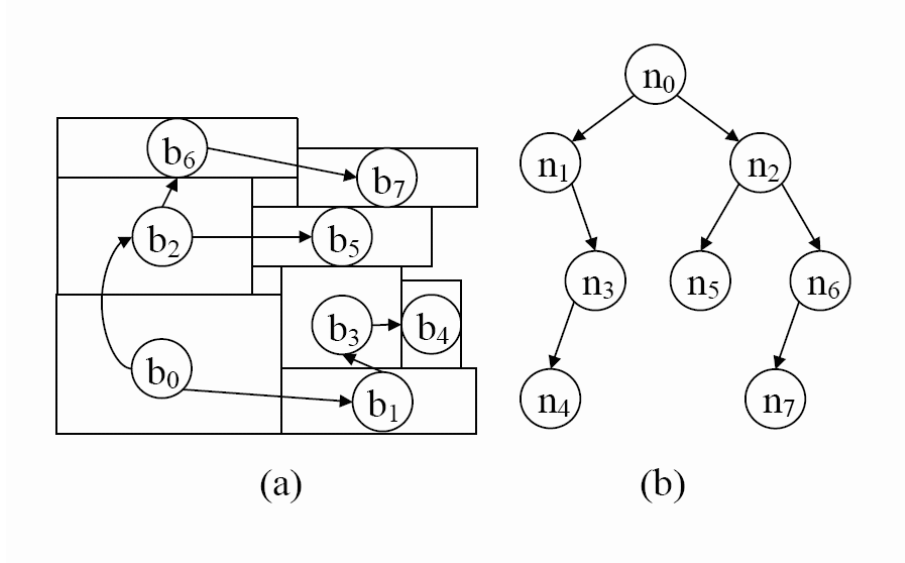 n₀
b₆
n₁ n₂
b₇
b₂ b₅
n₃ n₅ n₆
b₃ b₄
b₀
b₁
n₄ n₇
(a) (b)